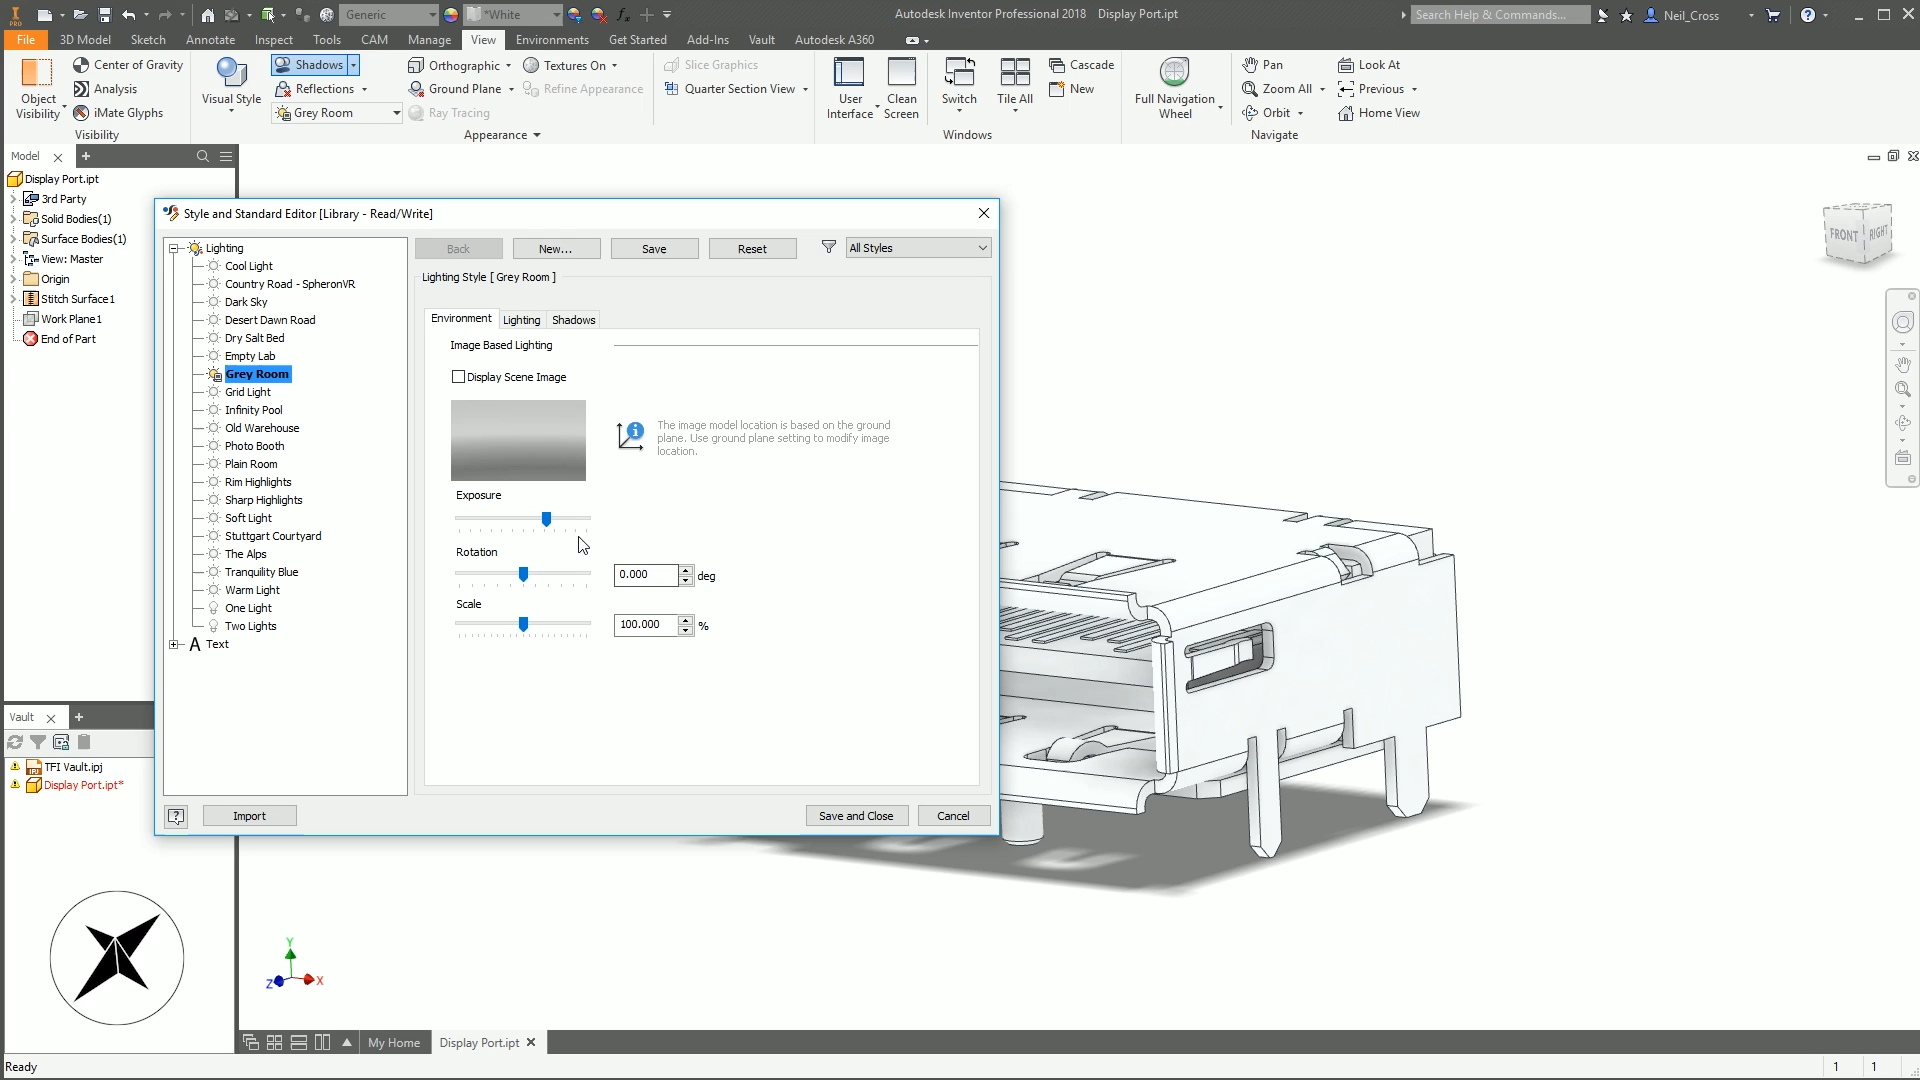 PRO
Generic
*White
fx
Autodesk Inventor Professional 2018 Display Port.ipt
Search Help & Commands...
Neil_Cross
File
3D Model
Sketch
Annotate
Inspect
Tools
CAM
Manage
View
Environments
Get Started
Add-Ins
Vault
Autodesk A360
Object
Visibility
Center of Gravity
Analysis
iMate Glyphs
Visibility
Visual Style
Shadows
Reflections
Grey Room
Orthographic
Ground Plane
Ray Tracing
Textures On
Refine Appearance
Appearance
Slice Graphics
Quarter Section View
User
Interface
Clean
Screen
Switch
Tile All
Cascade
New
Windows
Full Navigation
Wheel
Pan
Zoom All
Orbit
Look At
Previous
Home View
Navigate
Model
Display Port.ipt
3rd Party
Solid Bodies(1)
Surface Bodies(1)
View: Master
Origin
Stitch Surface1
Work Plane1
End of Part
Style and Standard Editor [Library - Read/Write]
Lighting
Cool Light
Country Road - SpheronVR
Dark Sky
Desert Dawn Road
Dry Salt Bed
Empty Lab
Grey Room
Grid Light
Infinity Pool
Old Warehouse
Photo Booth
Plain Room
Rim Highlights
Sharp Highlights
Soft Light
Stuttgart Courtyard
The Alps
Tranquility Blue
Warm Light
One Light
Two Lights
A Text
Back
New...
Save
Reset
All Styles
Lighting Style [ Grey Room ]
Environment
Lighting
Shadows
Image Based Lighting
Display Scene Image
The image model location is based on the ground
plane. Use ground plane setting to modify image
location.
Exposure
Rotation
0.000
deg
Scale
100.000
%
Import
Save and Close
Cancel
FRONT
RIGHT
Vault
TFI Vault.ipj
Display Port.ipt*
Y
Z
X
My Home
Display Port.ipt
Ready
1
1